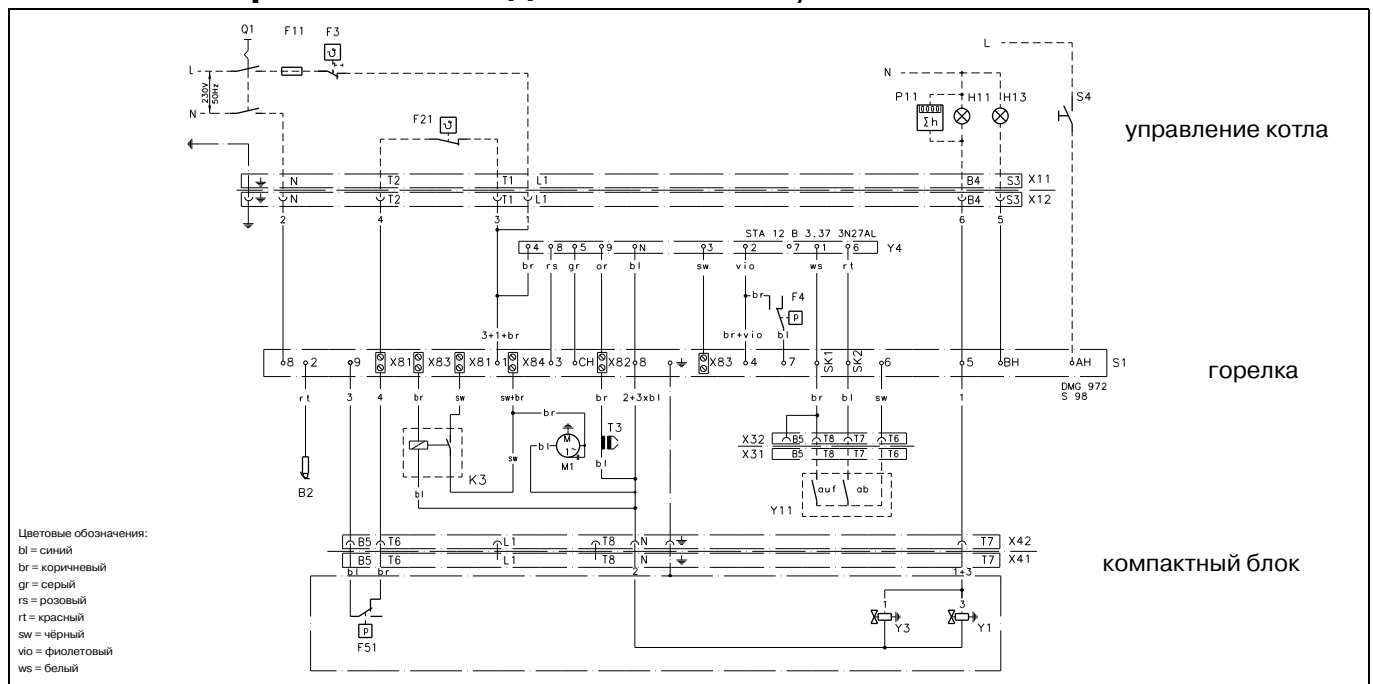 Q1 F11 F3
L
230V
50Hz
N
F21
L
N
P11 H11 H13 S4
Σh
управление котла
N T2 T1 L1 B4 S3 X11
N T2 T1 L1 B4 S3 X12
2 4 3 1 6 5
STA 12 B 3.37 3N27AL
4 8 5 9 N 3 2 7 1 6 Y4
br rs gr or bl sw vio ws rt
br F4
P
3+1+br br+vio bl
8 2 9 X81 X83 X81 1 X84 3 CH X82 8 X83 4 7 SK1 SK2 6 5 BH AH S1
горелка
DMG 972
S 98
rt 3 4 br sw sw+br br 2+3xbl br bl sw 1
br
T3
bl M
1~
M1
sw
bl
K3
bl
B2
X32 B5 T8 T7 T6
X31 B5 T8 T7 T6
auf ab
Y11
B5 T6 L1 T8 N T7 X42
B5 T6 L1 T8 N T7 X41
компактный блок
bl br 2 1+3
P
F51
1 3
Y3 Y1
Цветовые обозначения:
bl = синий
br = коричневый
gr = серый
rs = розовый
rt = красный
sw = чёрный
vio = фиолетовый
ws = белый